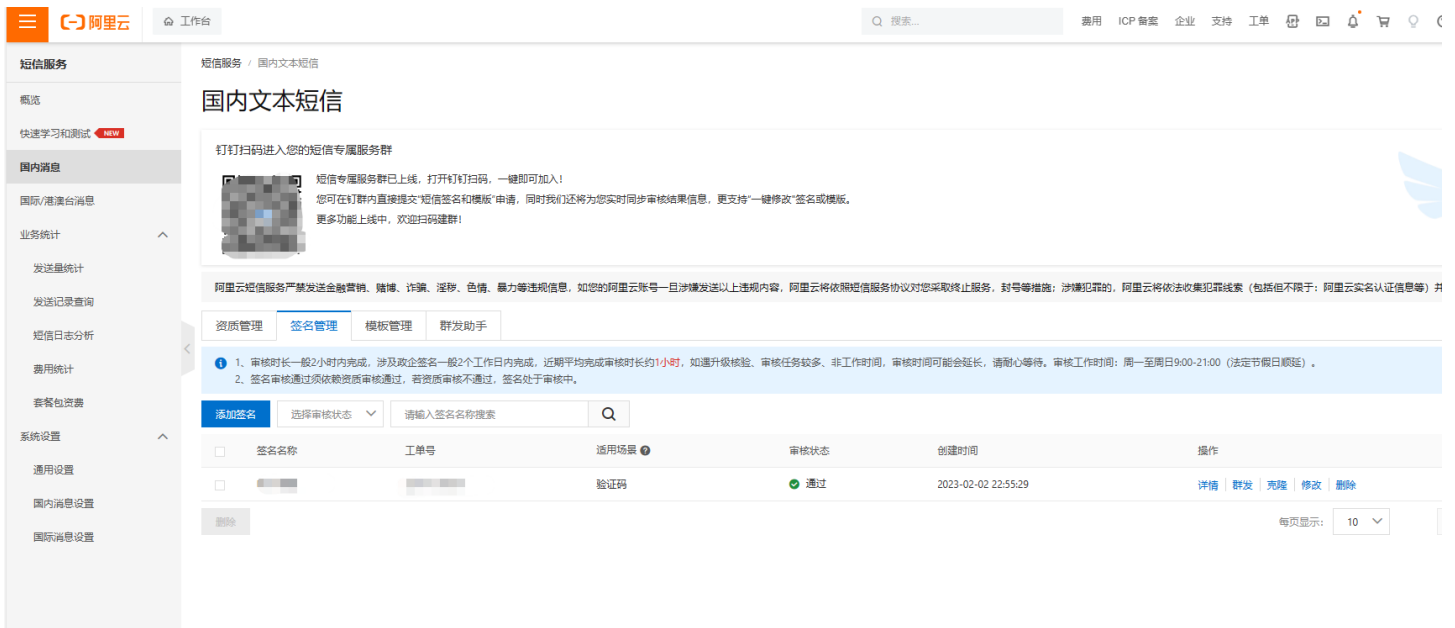 阿里云
工作台
搜索...
费用 ICP 备案 企业 支持 工单
短信服务
概览
快速学习和测试 NEW
国内消息
国际/港澳台消息
业务统计
发送量统计
发送记录查询
短信日志分析
费用统计
套餐包资费
系统设置
通用设置
国内消息设置
国际消息设置
短信服务 / 国内文本短信
国内文本短信
钉钉扫码进入您的短信专属服务群
短信专属服务群已上线，打开钉钉扫码，一键即可加入！
您可在钉群内直接提交“短信签名和模版”申请，同时我们还将为您实时同步审核结果信息，更支持“一键修改”签名或模版。
更多功能上线中，欢迎扫码建群！
阿里云短信服务严禁发送金融营销、赌博、诈骗、淫秽、色情、暴力等违规信息，如您的阿里云账号一旦涉嫌发送以上违规内容，阿里云将依照短信服务协议对您采取终止服务，封号等措施；涉嫌犯罪的，阿里云将依法收集犯罪线索（包括但不限于：阿里云实名认证信息等）并
资质管理 签名管理 模板管理 群发助手
1、审核时长一般2小时内完成，涉及政企签名一般2个工作日内完成，近期平均完成审核时长约1小时，如遇升级核验、审核任务较多、非工作时间，审核时间可能会延长，请耐心等待。审核工作时间：周一至周日9:00-21:00（法定节假日顺延）。
2、签名审核通过须依赖资质审核通过，若资质审核不通过，签名处于审核中。
添加签名 选择审核状态 请输入签名名称搜索
签名名称 工单号 适用场景 审核状态 创建时间 操作
验证码 通过 2023-02-02 22:55:29 详情 群发 克隆 修改 删除
删除 每页显示： 10